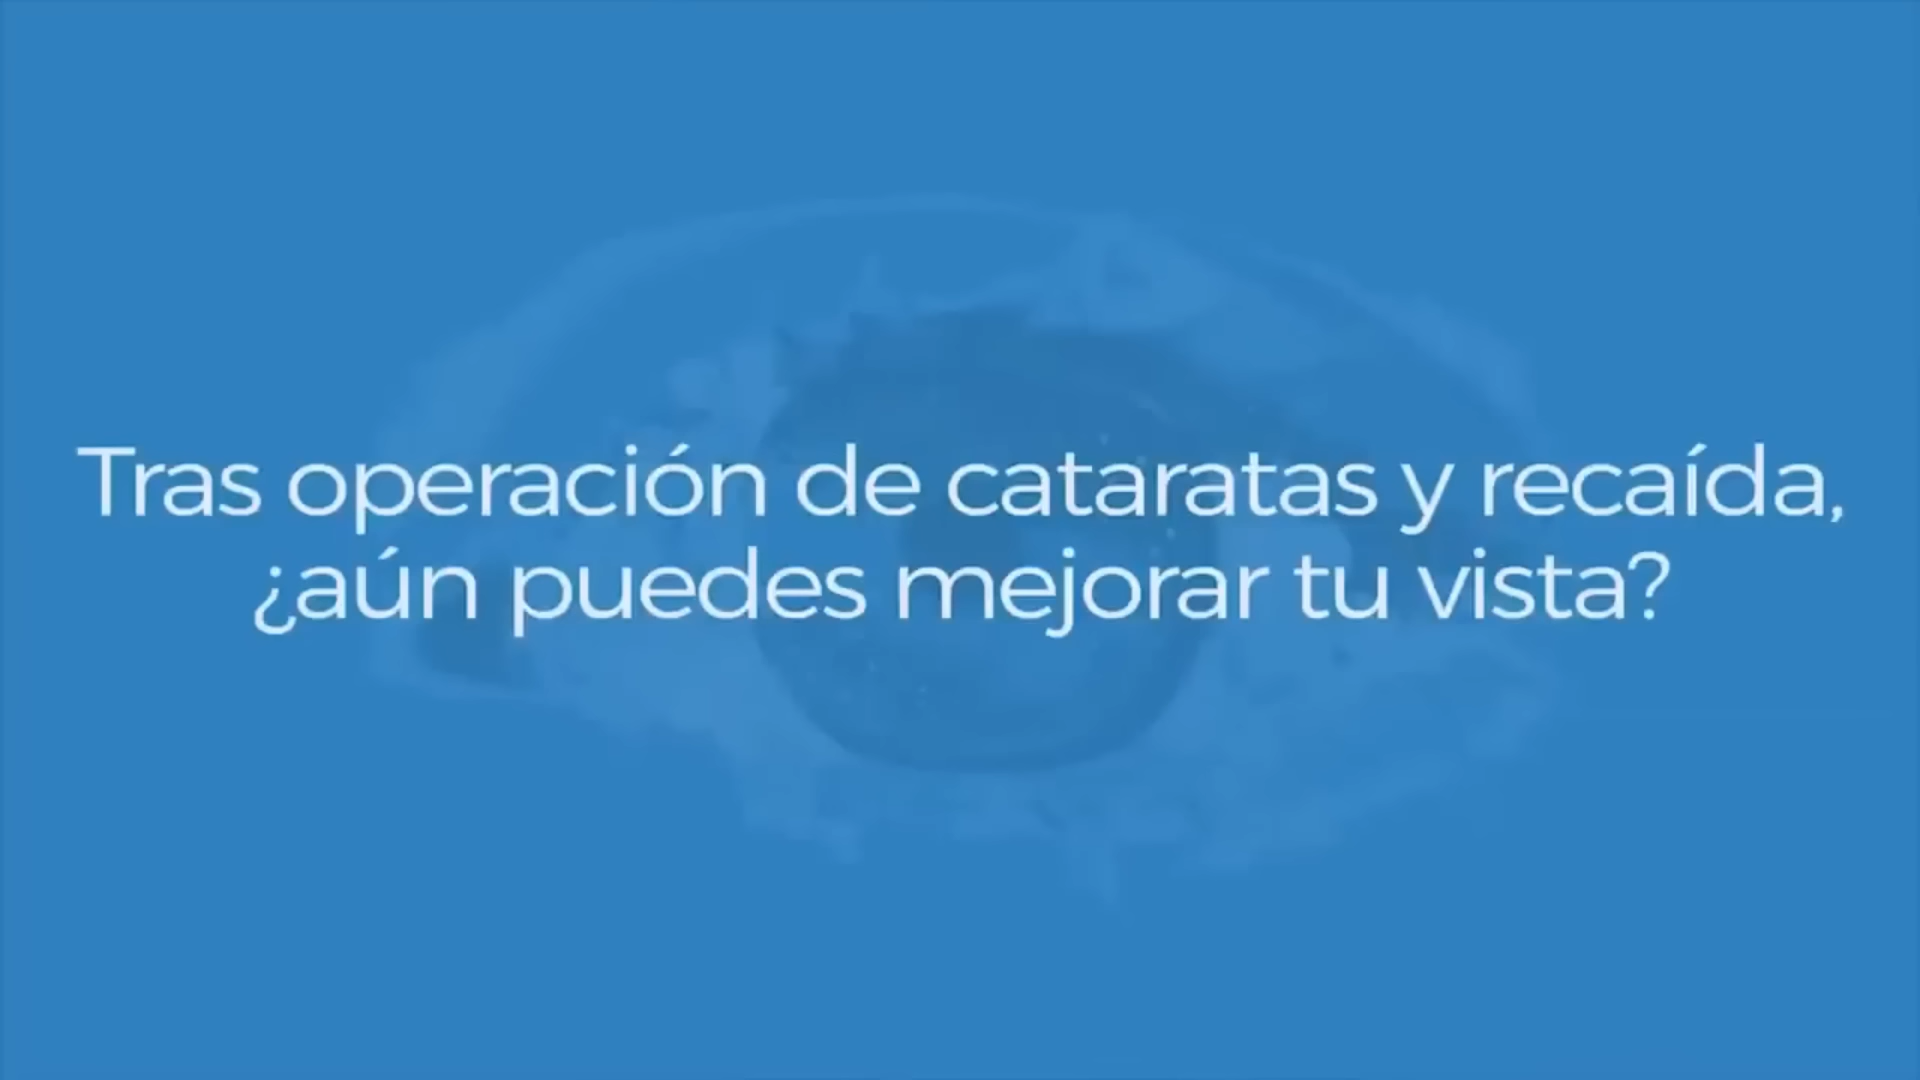 Tras operación de cataratas y recaída,
¿aún puedes mejorar tu vista?